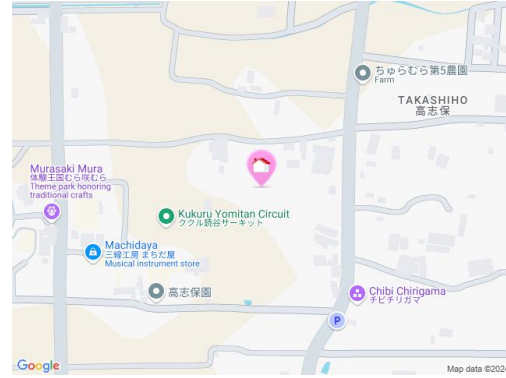 ちゅらむら第5農園
Farm
TAKASHIHO
高志保
Murasaki Mura
体験王国むら咲むら
Theme park honoring
traditional crafts
Kukuru Yomitan Circuit
ククル読谷サーキット
Machidaya
三線工房 まちだ屋
Musical instrument store
高志保園
Chibi Chirigama
チビチリガマ
P
Google
Map data ©2024